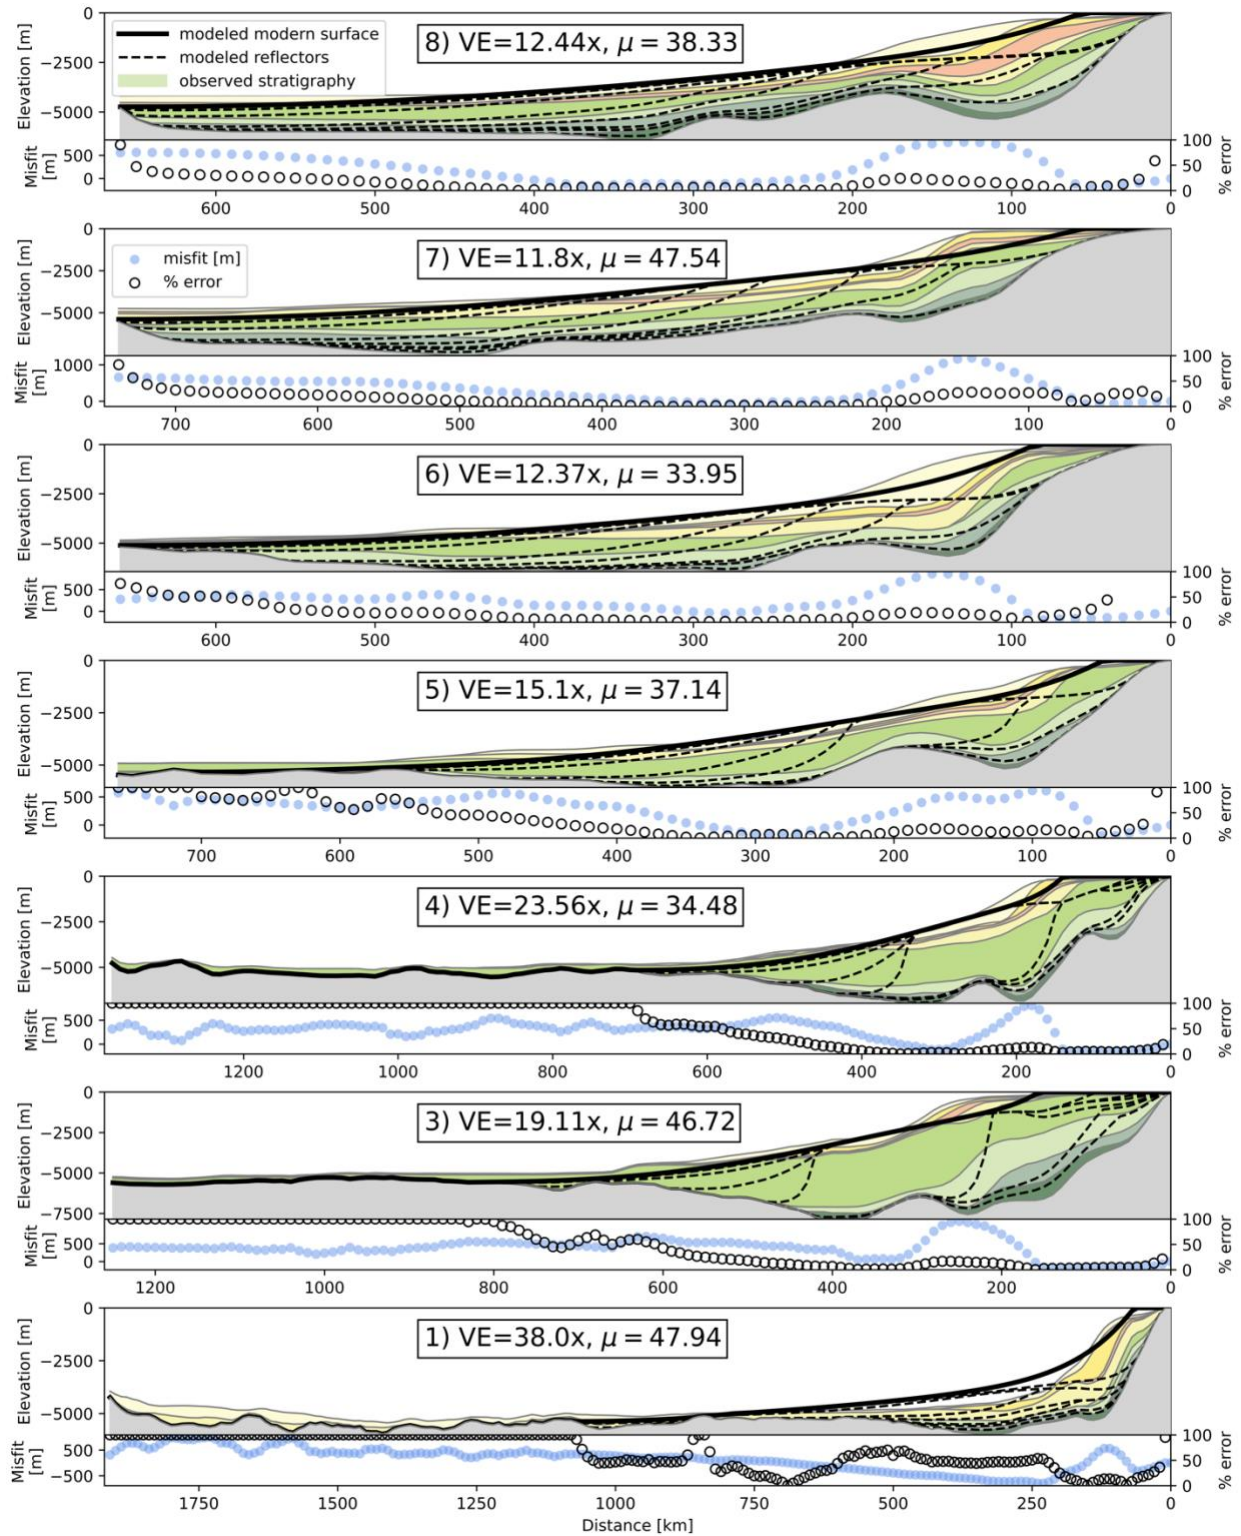 8) VE=12.44x, μ = 38.33
modeled modern surface
modeled reflectors
observed stratigraphy
Elevation [m]
0
−2500
−5000
Misfit [m]
500
0
100
50
0
% error
600 500 400 300 200 100 0
7) VE=11.8x, μ = 47.54
misfit [m]
% error
Elevation [m]
0
−2500
−5000
Misfit [m]
1000
0
100
50
0
% error
700 600 500 400 300 200 100 0
6) VE=12.37x, μ = 33.95
Elevation [m]
0
−2500
−5000
Misfit [m]
500
0
100
50
0
% error
600 500 400 300 200 100 0
5) VE=15.1x, μ = 37.14
Elevation [m]
0
−2500
−5000
Misfit [m]
500
0
100
50
0
% error
700 600 500 400 300 200 100 0
4) VE=23.56x, μ = 34.48
Elevation [m]
0
−2500
−5000
Misfit [m]
500
0
100
50
0
% error
1200 1000 800 600 400 200 0
3) VE=19.11x, μ = 46.72
Elevation [m]
0
−2500
−5000
−7500
Misfit [m]
500
0
100
50
0
% error
1200 1000 800 600 400 200 0
1) VE=38.0x, μ = 47.94
Elevation [m]
0
−2500
−5000
Misfit [m]
500
−500
100
50
0
% error
1750 1500 1250 1000 750 500 250 0
Distance [km]